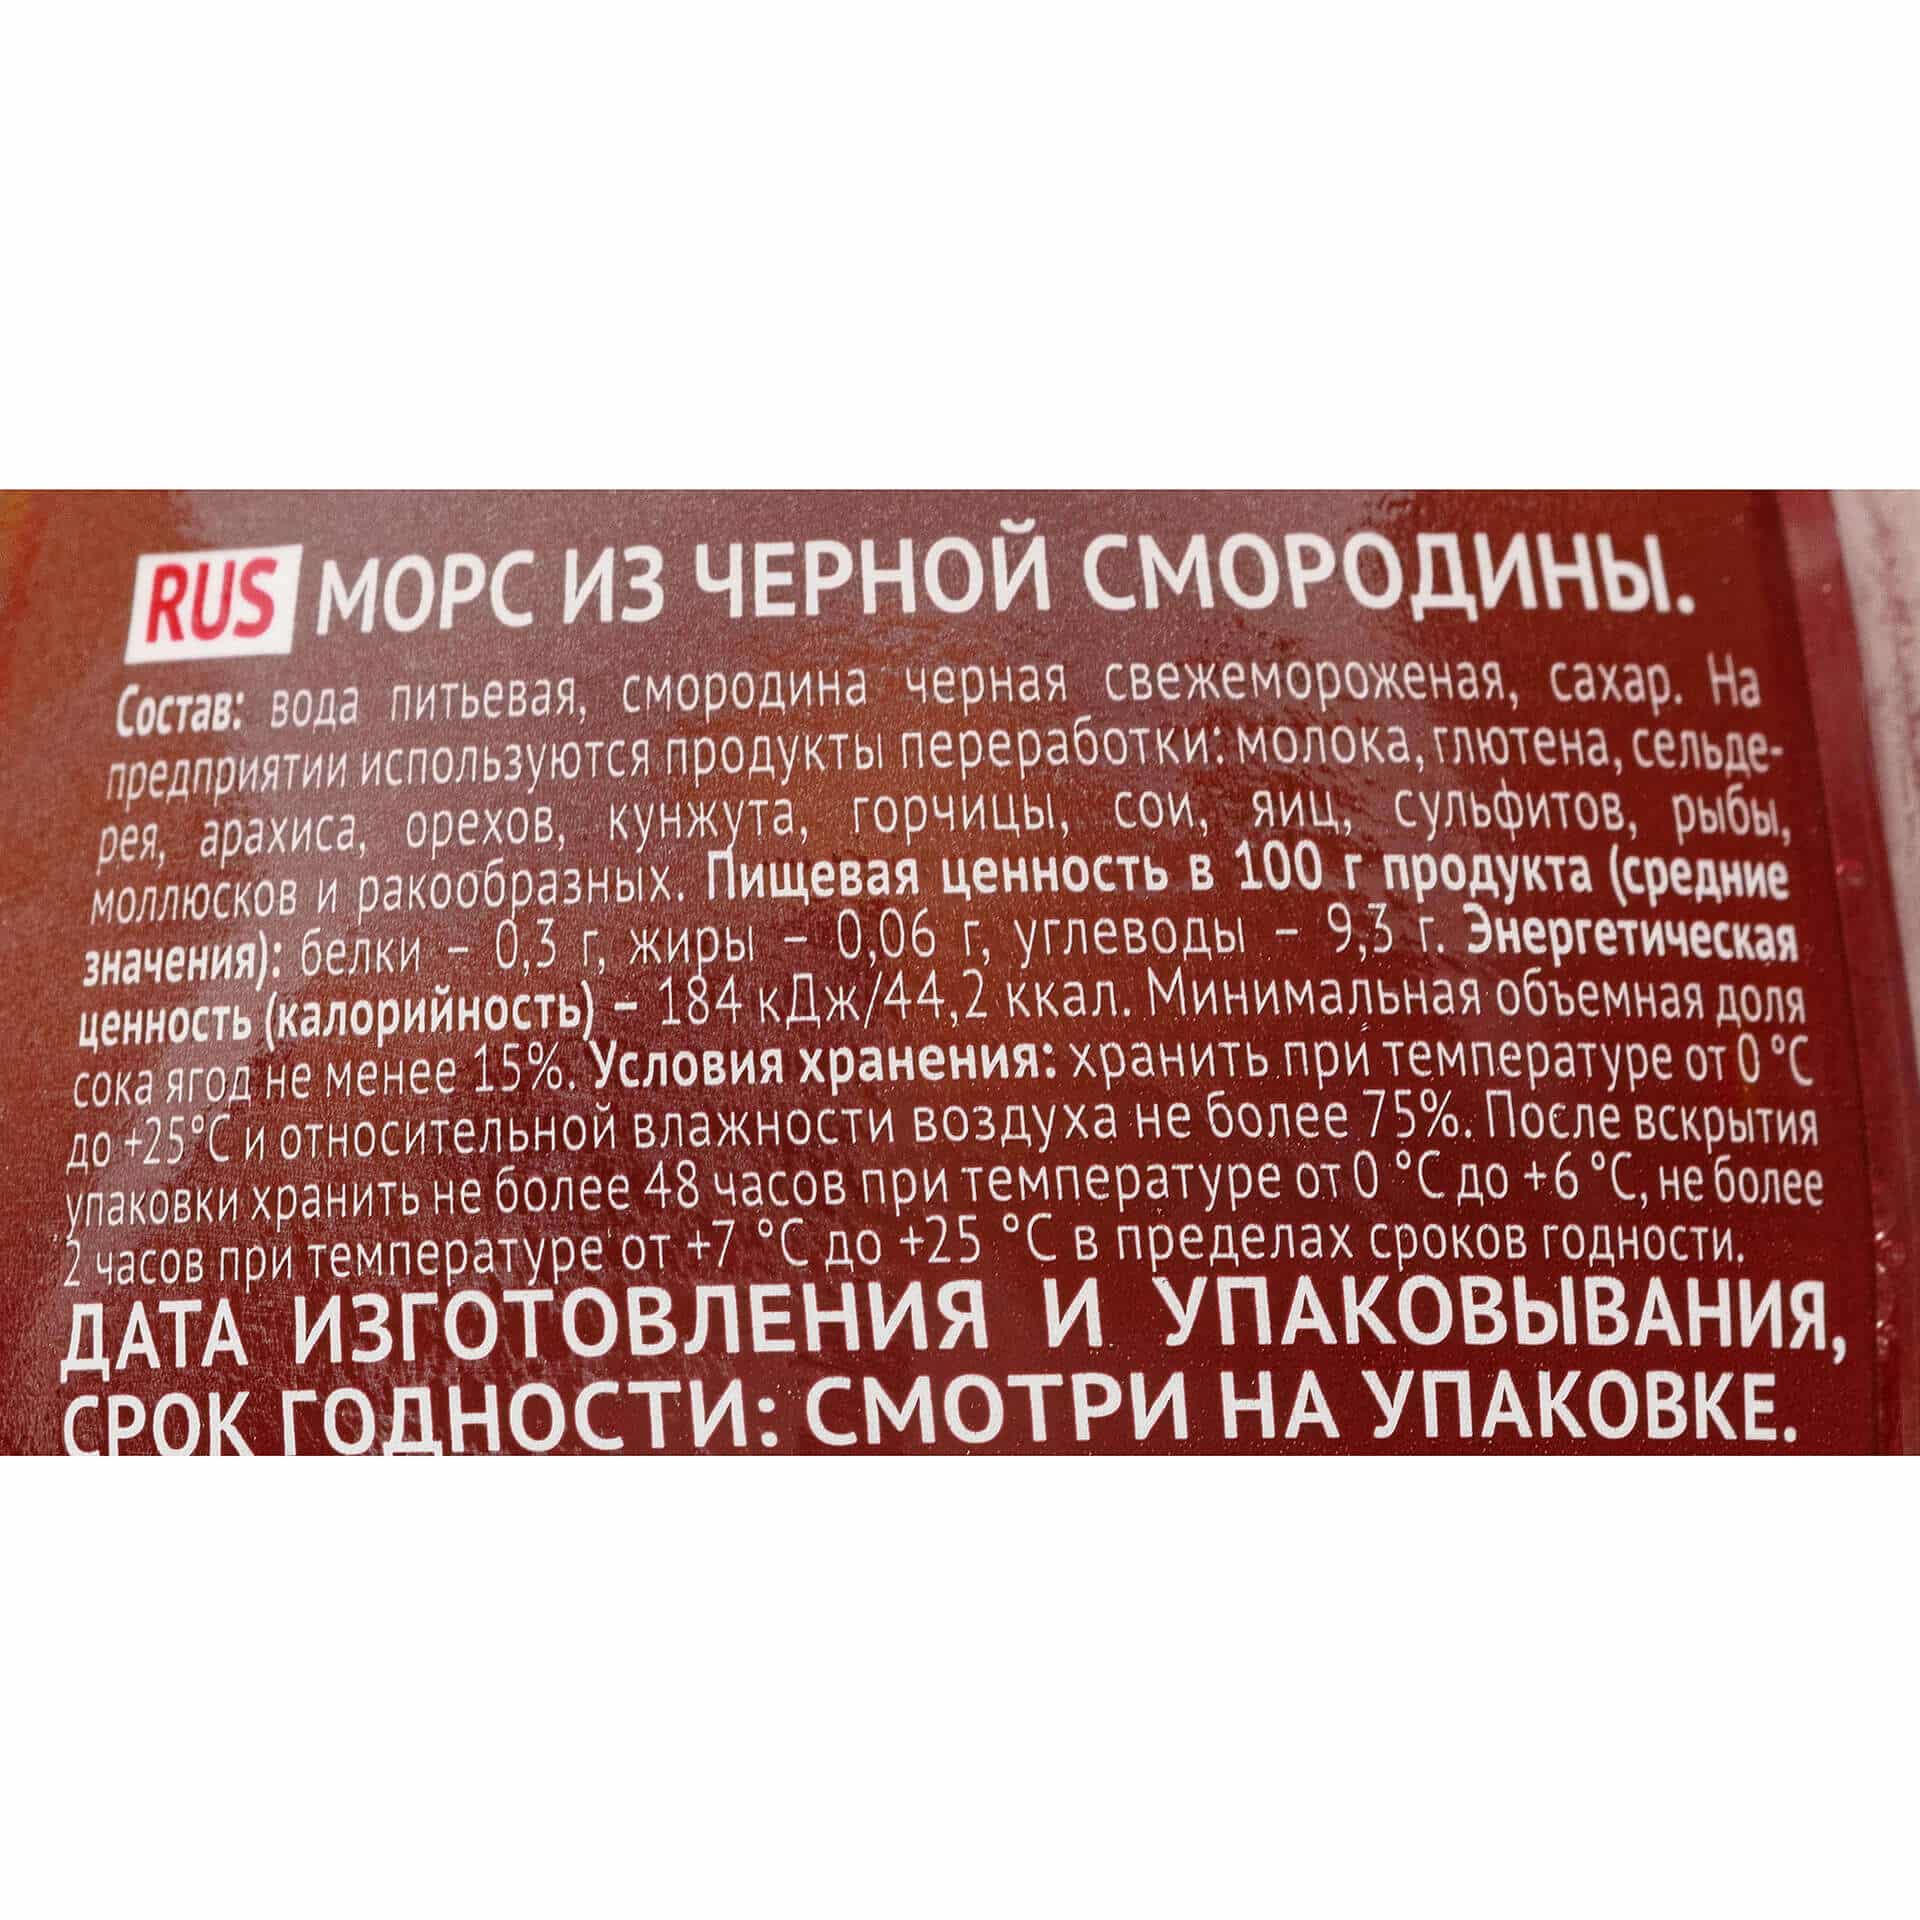 RUS МОРС ИЗ ЧЕРНОЙ СМОРОДИНЫ.
Состав: вода питьевая, смородина черная свежемороженая, сахар. На
предприятии используются продукты переработки: молока, глютена, сельде-
рея, арахиса, орехов, кунжута, горчицы, сои, яиц, сульфитов, рыбы,
моллюсков и ракообразных. Пищевая ценность в 100 г продукта (средние
значения): белки – 0,3 г, жиры – 0,06 г, углеводы – 9,3 г. Энергетическая
ценность (калорийность) – 184 кДж/44,2 ккал. Минимальная объемная доля
сока ягод не менее 15%. Условия хранения: хранить при температуре от 0 °C
до +25°C и относительной влажности воздуха не более 75%. После вскрытия
упаковки хранить не более 48 часов при температуре от 0 °C до +6 °C, не более
2 часов при температуре от +7 °C до +25 °C в пределах сроков годности.
ДАТА ИЗГОТОВЛЕНИЯ И УПАКОВЫВАНИЯ,
СРОК ГОДНОСТИ: СМОТРИ НА УПАКОВКЕ.